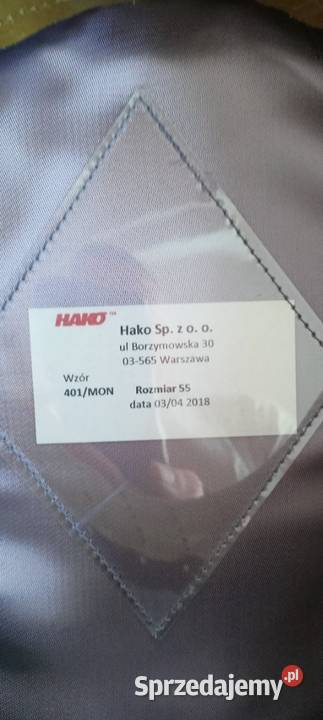 HAKO™
Hako Sp. z o. o.
ul Borzymowska 30
03-565 Warszawa
Wzór
401/MON Rozmiar 55
data 03/04 2018
Sprzedajemy.pl